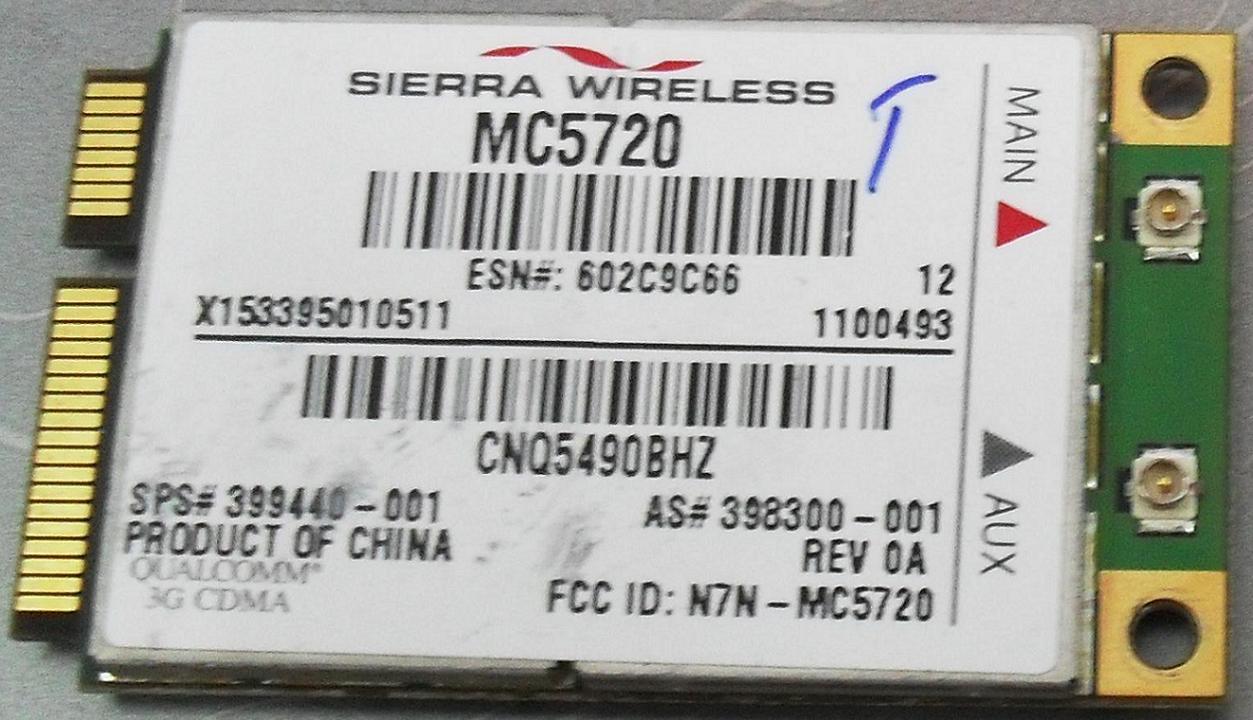 SIERRA WIRELESS
MC5720
T
ESN#: 602C9C66
12
X153395010511
1100493
CNQ5490BHZ
SPS# 399440-001
AS# 398300-001
PRODUCT OF CHINA
REV 0A
QUALCOMM®
3G CDMA
FCC ID: N7N-MC5720
MAIN
AUX